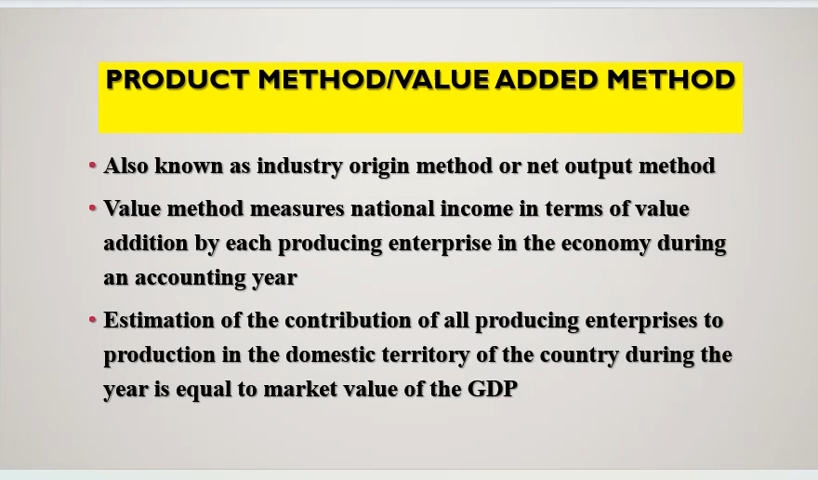 PRODUCT METHOD/VALUE ADDED METHOD
• Also known as industry origin method or net output method
• Value method measures national income in terms of value
addition by each producing enterprise in the economy during
an accounting year
• Estimation of the contribution of all producing enterprises to
production in the domestic territory of the country during the
year is equal to market value of the GDP